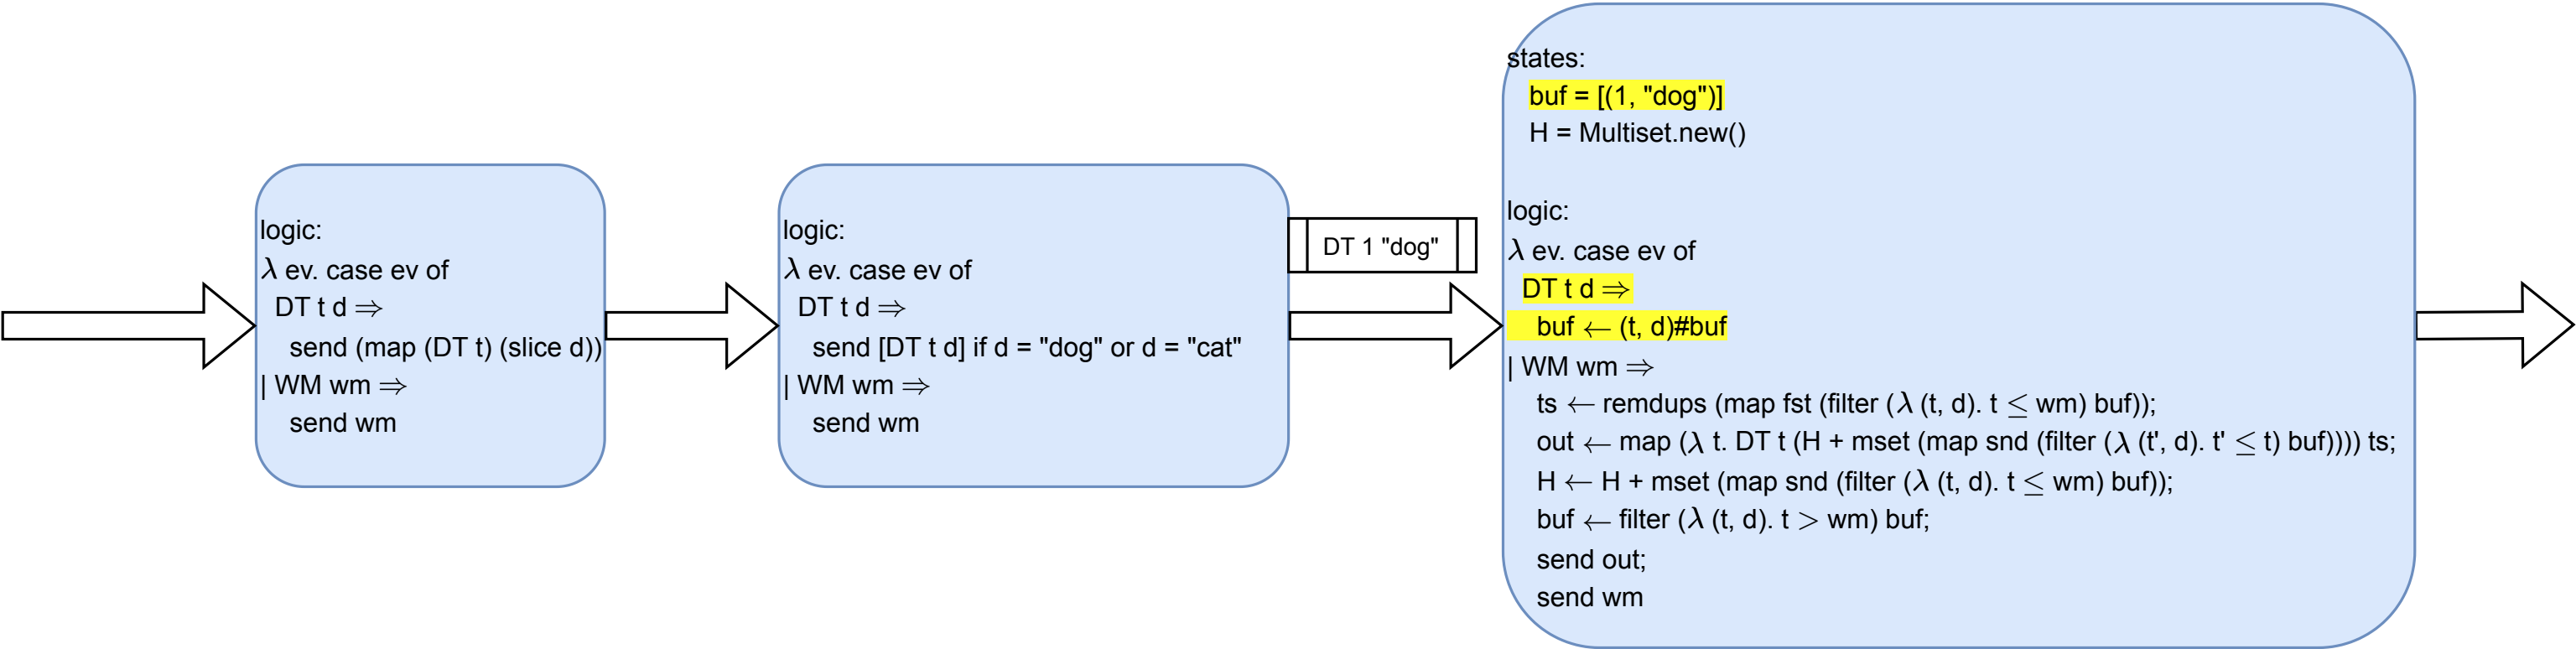 logic:
λ ev. case ev of
DT t d ⇒
send (map (DT t) (slice d))
| WM wm ⇒
send wm
logic:
λ ev. case ev of
DT t d ⇒
send [DT t d] if d = "dog" or d = "cat"
| WM wm ⇒
send wm
DT 1 "dog"
states:
buf = [(1, "dog")]
H = Multiset.new()
logic:
λ ev. case ev of
DT t d ⇒
buf ← (t, d)#buf
| WM wm ⇒
ts ← remdups (map fst (filter (λ (t, d). t ≤ wm) buf));
out ← map (λ t. DT t (H + mset (map snd (filter (λ (t', d). t' ≤ t) buf)))) ts;
H ← H + mset (map snd (filter (λ (t, d). t ≤ wm) buf));
buf ← filter (λ (t, d). t > wm) buf;
send out;
send wm